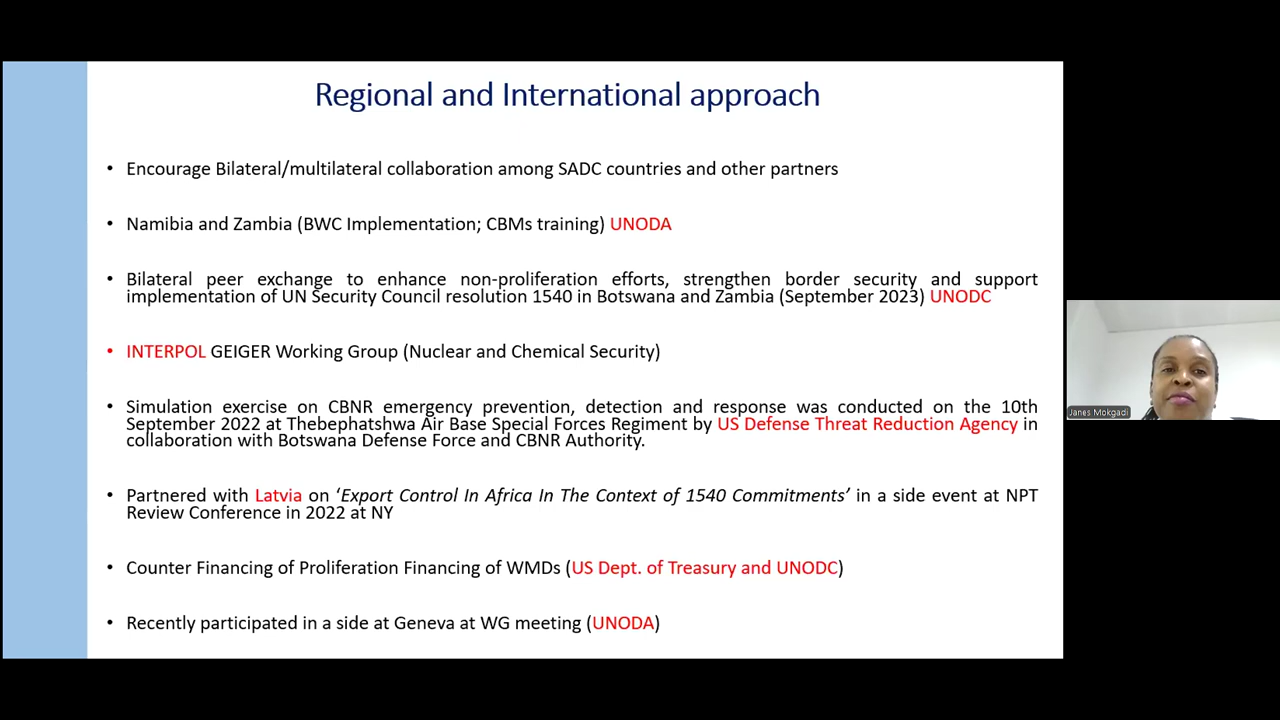 Regional and International approach
• Encourage Bilateral/multilateral collaboration among SADC countries and other partners
• Namibia and Zambia (BWC Implementation; CBMs training) UNODA
• Bilateral peer exchange to enhance non-proliferation efforts, strengthen border security and support
implementation of UN Security Council resolution 1540 in Botswana and Zambia (September 2023) UNODC
• INTERPOL GEIGER Working Group (Nuclear and Chemical Security)
• Simulation exercise on CBNR emergency prevention, detection and response was conducted on the 10th
September 2022 at Thebephatshwa Air Base Special Forces Regiment by US Defense Threat Reduction Agency in
collaboration with Botswana Defense Force and CBNR Authority.
• Partnered with Latvia on ‘Export Control In Africa In The Context of 1540 Commitments’ in a side event at NPT
Review Conference in 2022 at NY
• Counter Financing of Proliferation Financing of WMDs (US Dept. of Treasury and UNODC)
• Recently participated in a side at Geneva at WG meeting (UNODA)
Janes Mokgadi